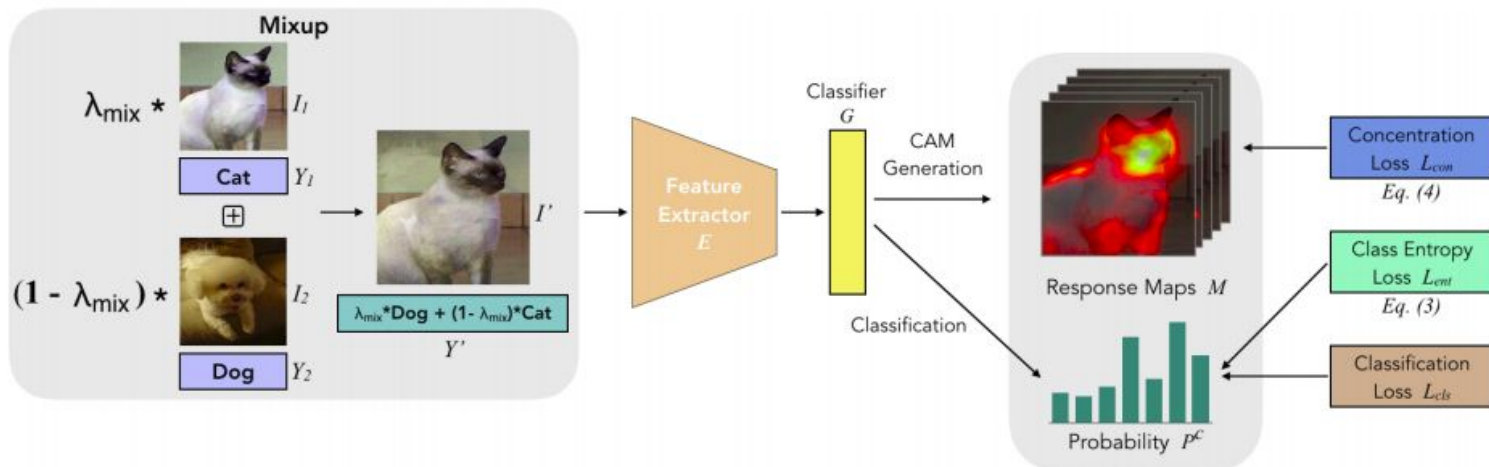 Mixup
λmix *
I1
Cat
Y1
(1 - λmix) *
I2
Dog
Y2
I’
λmix*Dog + (1- λmix)*Cat
Y’
Feature
Extractor
E
Classifier
G
CAM
Generation
Classification
Response Maps M
Probability PC
Concentration
Loss Lcon
Eq. (4)
Class Entropy
Loss Lent
Eq. (3)
Classification
Loss Lcls